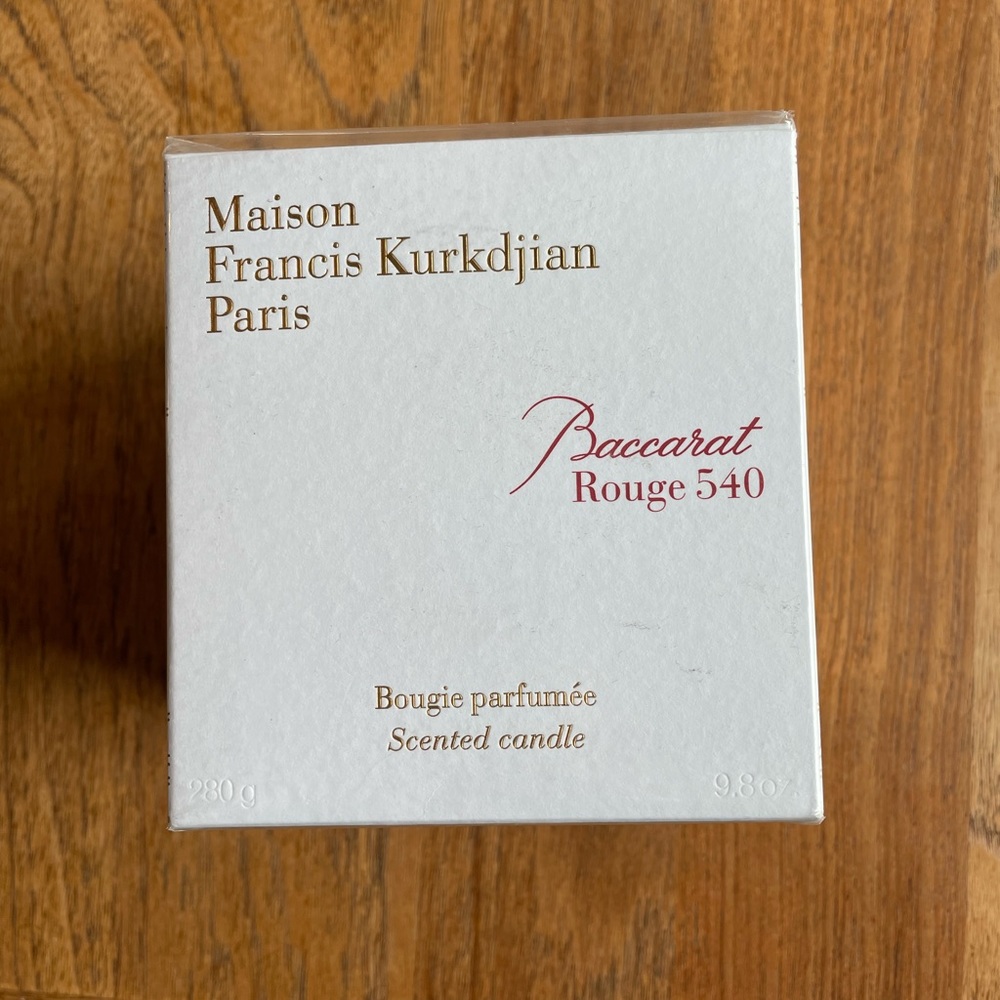 Maison
Francis Kurkdjian
Paris
Baccarat
Rouge 540
Bougie parfumée
Scented candle
280 g
9.8 oz.